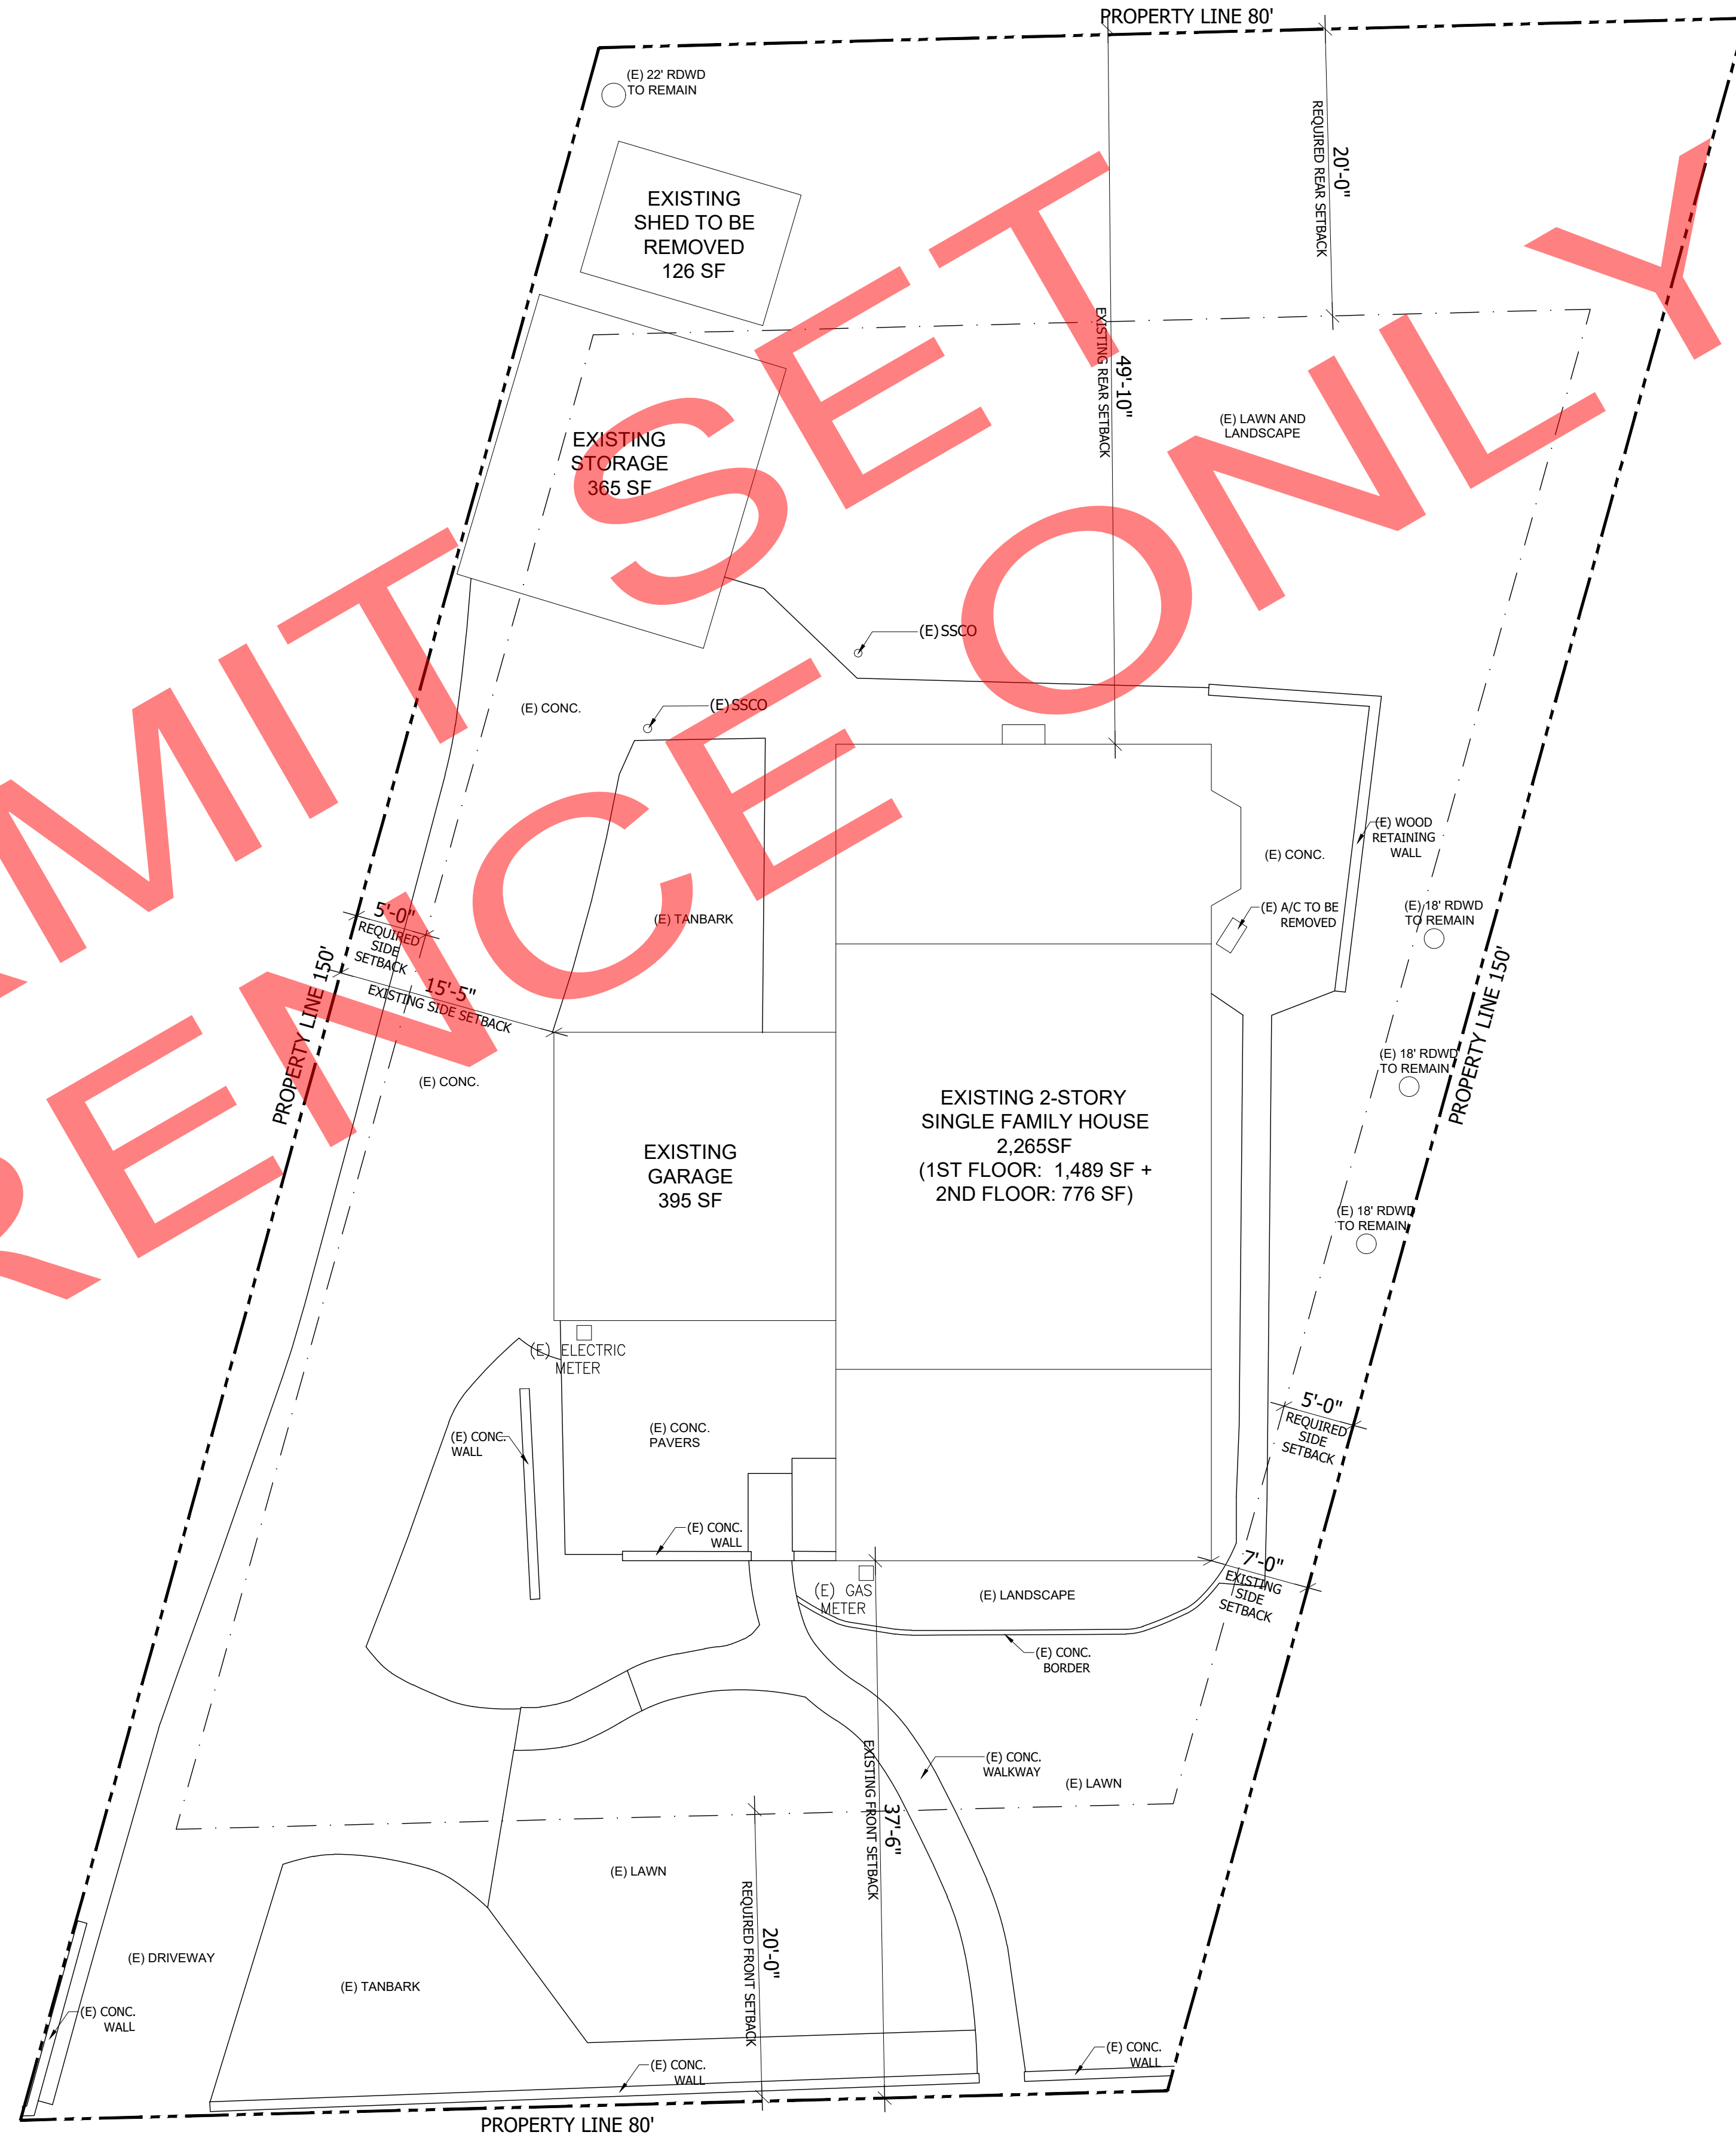 PROPERTY LINE 80'
(E) 22' RDWD
TO REMAIN
REQUIRED REAR SETBACK
20'-0"
EXISTING
SHED TO BE
REMOVED
126 SF
EXISTING REAR SETBACK
49'-10"
(E) LAWN AND
LANDSCAPE
EXISTING
STORAGE
365 SF
(E) SSCO
(E) SSCO
(E) CONC.
(E) WOOD
RETAINING
WALL
(E) CONC.
(E) A/C TO BE
REMOVED
(E) 18' RDWD
TO REMAIN
(E) TANBARK
5'-0"
REQUIRED
SIDE
SETBACK
15'-5"
EXISTING SIDE SETBACK
PROPERTY LINE 150'
PROPERTY LINE 150'
(E) CONC.
(E) 18' RDWD
TO REMAIN
EXISTING 2-STORY
SINGLE FAMILY HOUSE
2,265SF
(1ST FLOOR: 1,489 SF +
2ND FLOOR: 776 SF)
EXISTING
GARAGE
395 SF
(E) 18' RDWD
TO REMAIN
(E) ELECTRIC
METER
5'-0"
REQUIRED
SIDE
SETBACK
(E) CONC.
WALL
(E) CONC.
PAVERS
(E) CONC.
WALL
7'-0"
EXISTING
SIDE
SETBACK
(E) GAS
METER
(E) LANDSCAPE
(E) CONC.
BORDER
(E) CONC.
WALKWAY
(E) LAWN
EXISTING FRONT SETBACK
37'-6"
(E) LAWN
REQUIRED FRONT SETBACK
20'-0"
(E) DRIVEWAY
(E) TANBARK
(E) CONC.
WALL
(E) CONC.
WALL
(E) CONC.
WALL
PROPERTY LINE 80'
SET
ONLY